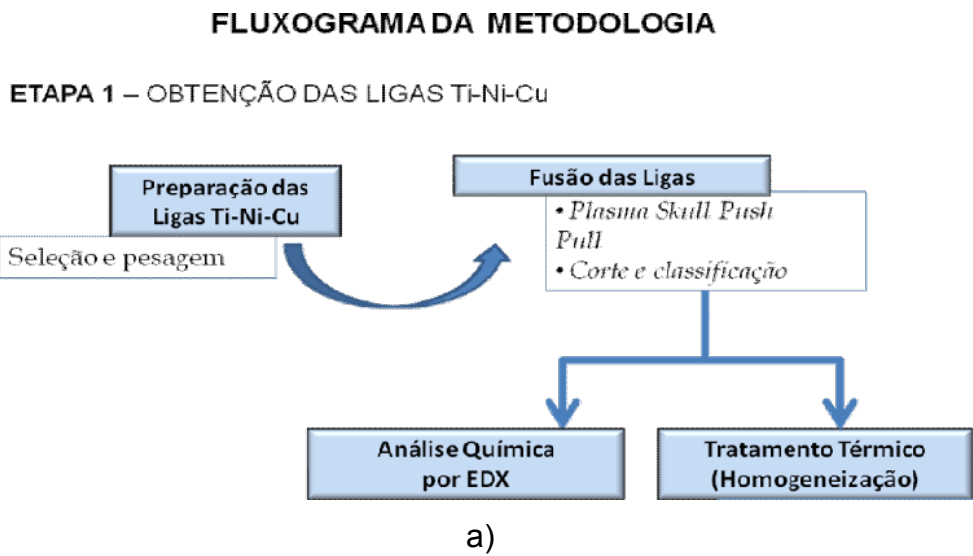 FLUXOGRAMA DA METODOLOGIA
ETAPA 1 – OBTENÇÃO DAS LIGAS Ti-Ni-Cu
Preparação das
Ligas Ti-Ni-Cu
Seleção e pesagem
Fusão das Ligas
• Plasma Skull Push
Pull
• Corte e classificação
Análise Química
por EDX
Tratamento Térmico
(Homogeneização)
a)